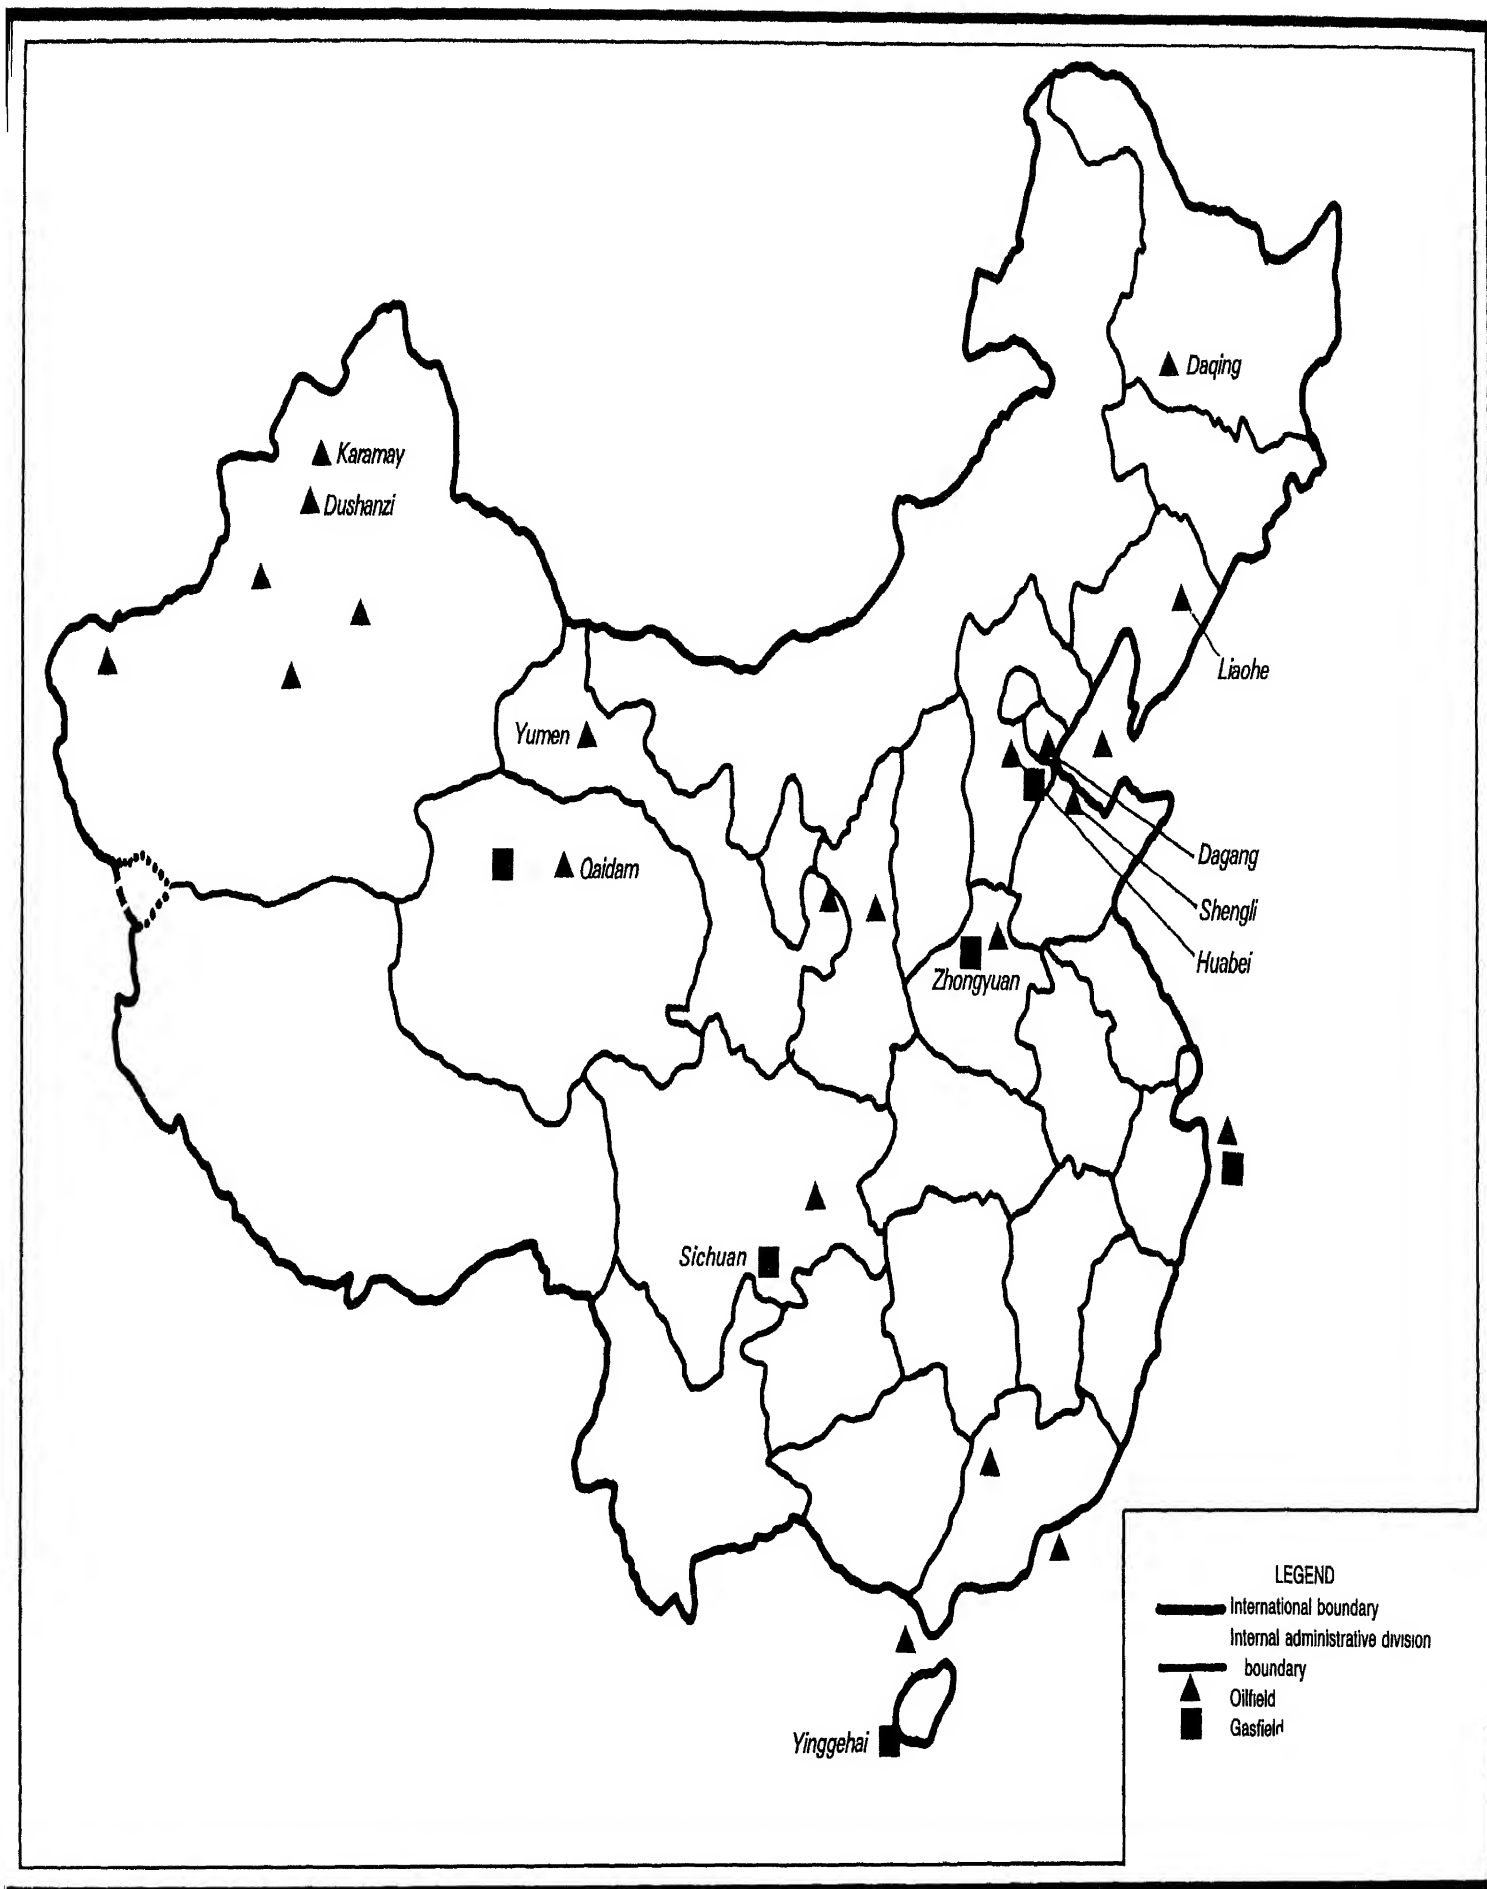 Daqing
Karamay
Dushanzi
Liaohe
Yumen
Dagang
Qaidam
Shengli
Huabei
Zhongyuan
Sichuan
Yinggehai
LEGEND
International boundary
Internal administrative division
boundary
Oilfield
Gasfield